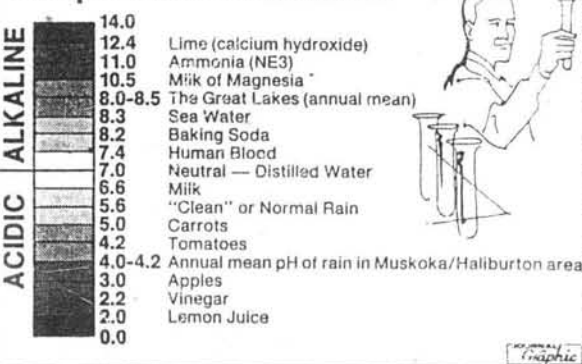 14.0
12.4 Lime (calcium hydroxide)
11.0 Ammonia (NE3)
10.5 Milk of Magnesia
8.0-8.5 The Great Lakes (annual mean)
8.3 Sea Water
8.2 Baking Soda
7.4 Human Blood
7.0 Neutral — Distilled Water
6.6 Milk
5.6 "Clean" or Normal Rain
5.0 Carrots
4.2 Tomatoes
4.0-4.2 Annual mean pH of rain in Muskoka/Haliburton area
3.0 Apples
2.2 Vinegar
2.0 Lemon Juice
0.0
ALKALINE
ACIDIC
Graphic